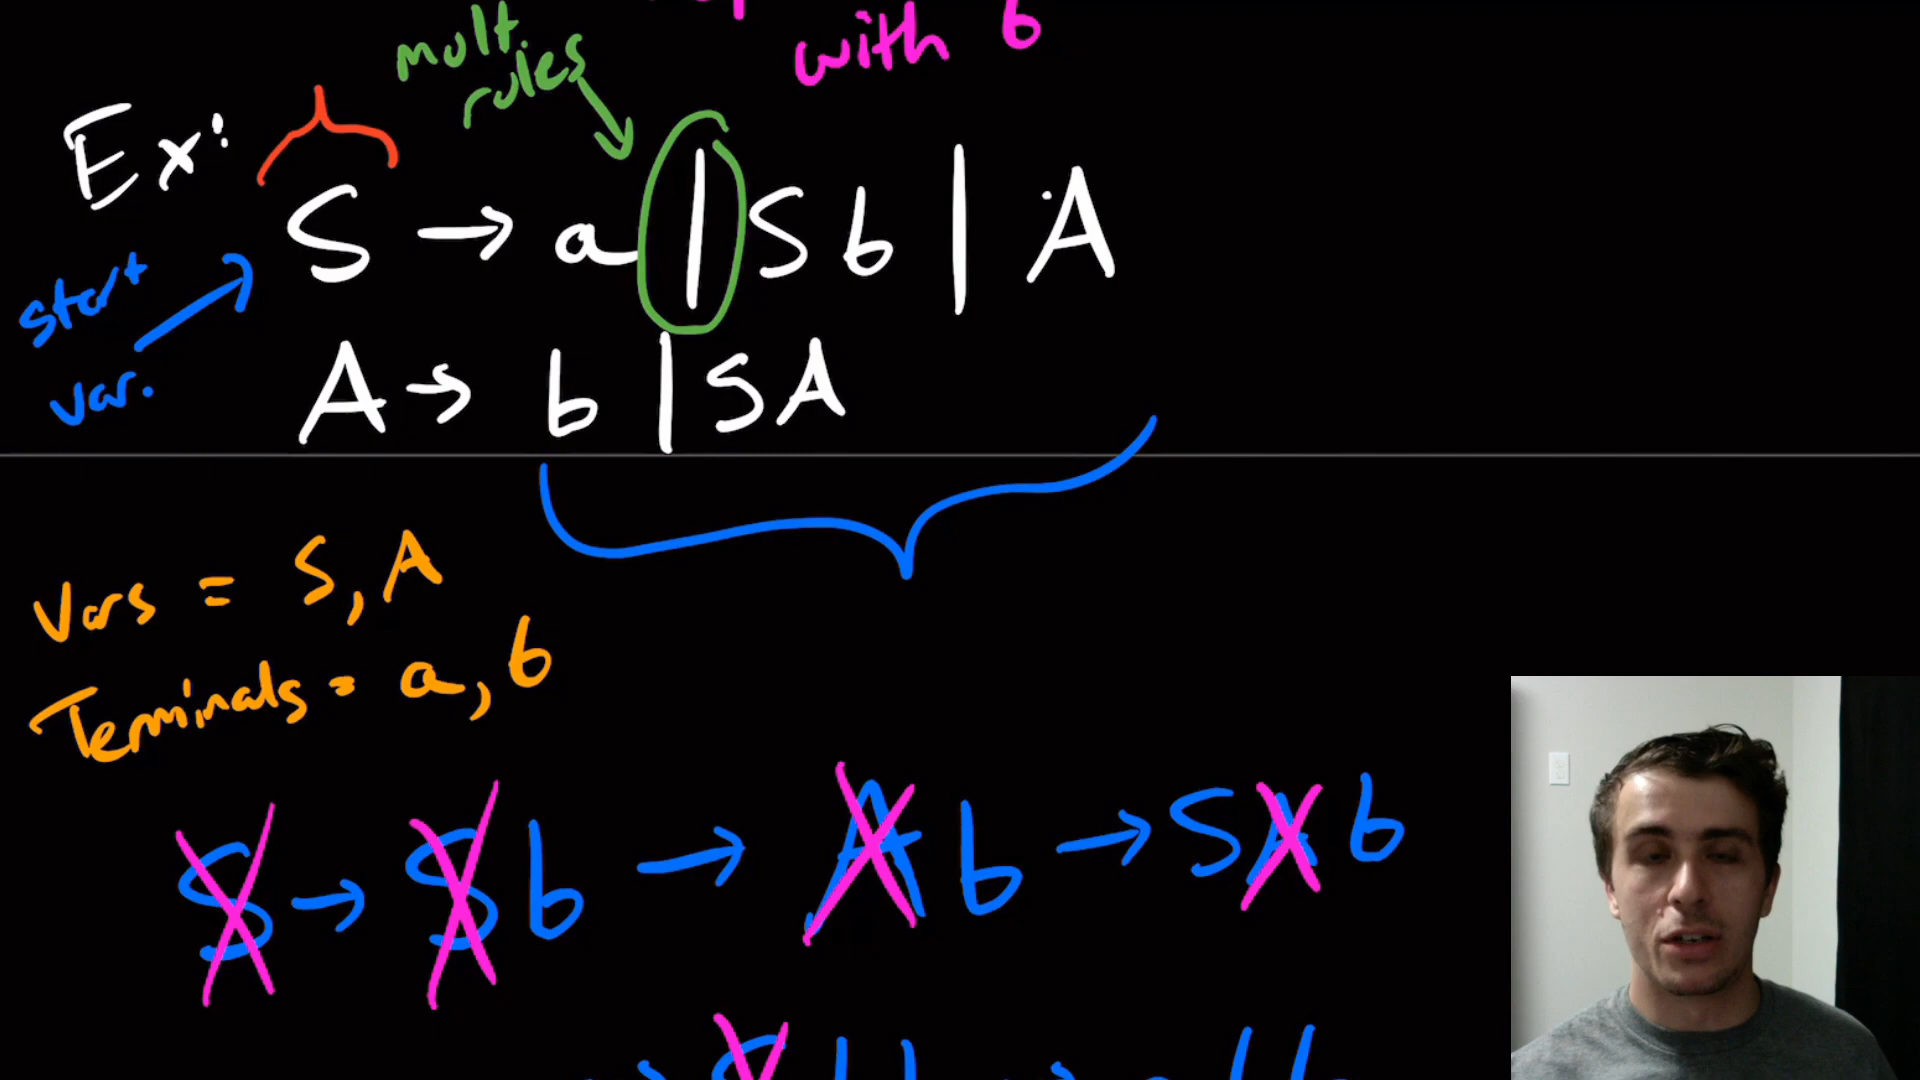 with b
mult.
rules
Ex:
S → a | Sb | A
start
var.
A → b | SA
Vars = S, A
Terminals = a, b
S → Sb → Ab → SAb